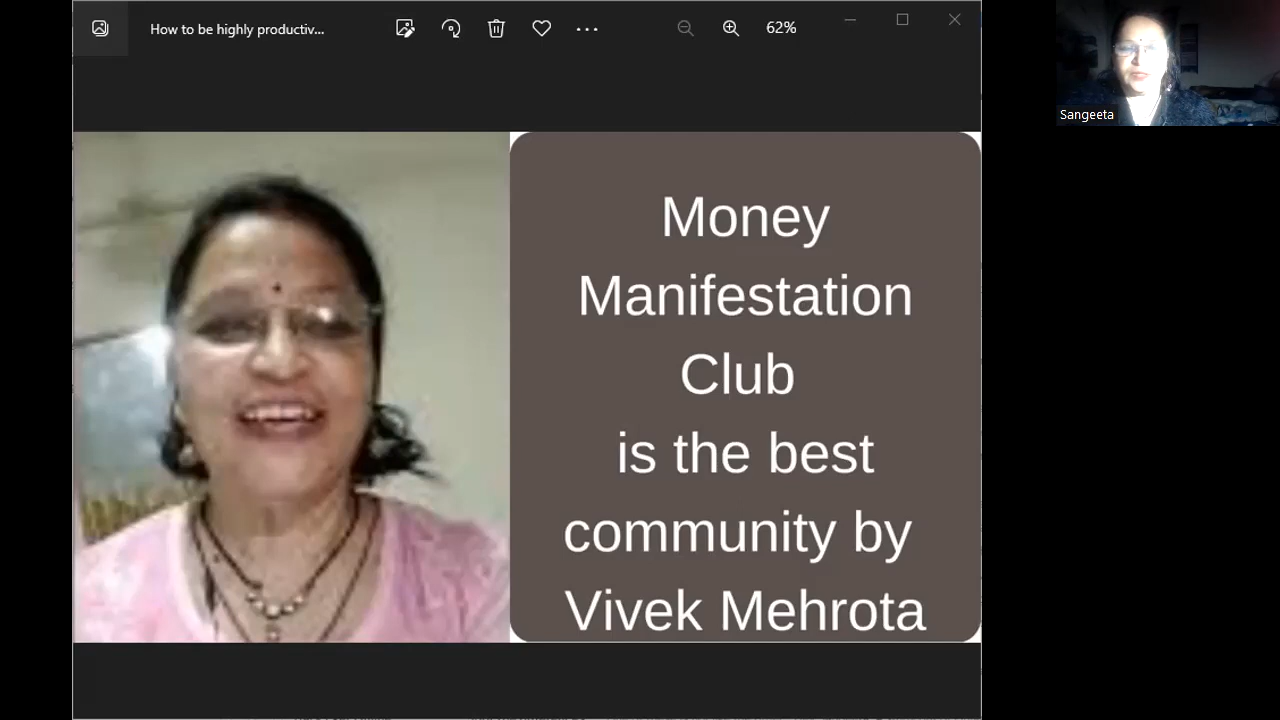 How to be highly productiv...
62%
Sangeeta
Money
Manifestation
Club
is the best
community by
Vivek Mehrota